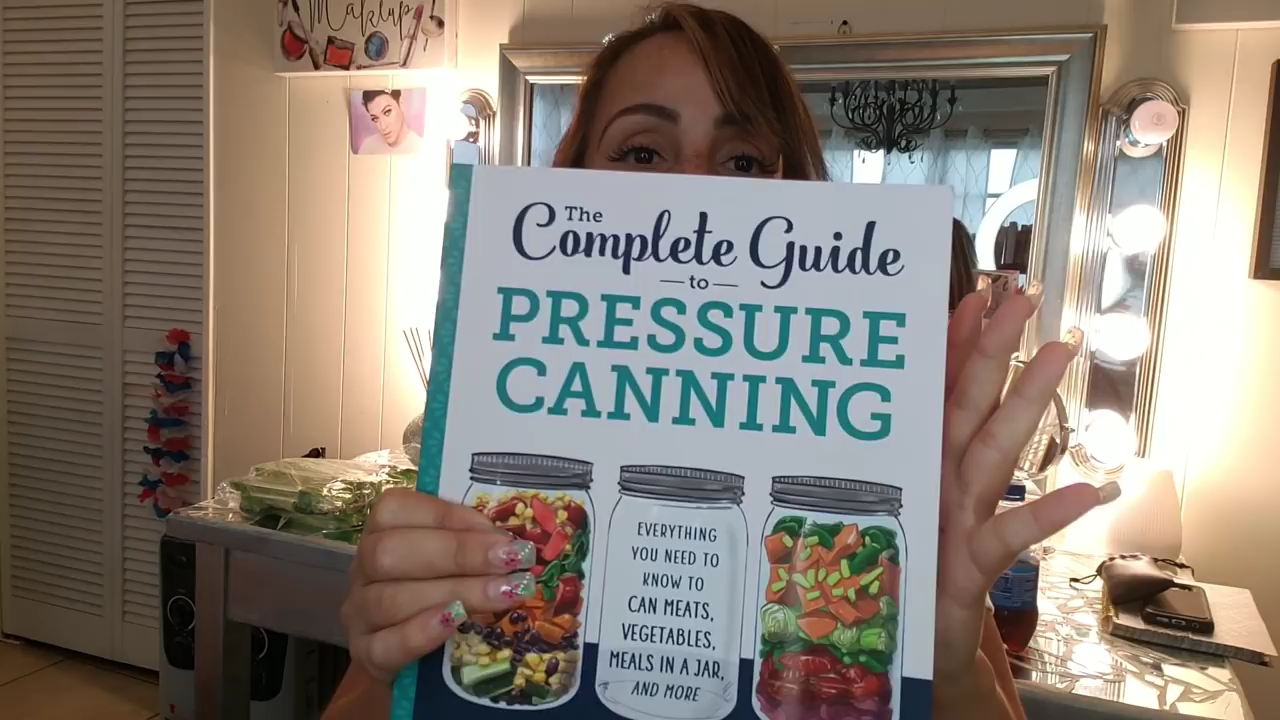 Makeup
The
Complete Guide
to
PRESSURE
CANNING
EVERYTHING
YOU NEED TO
KNOW TO
CAN MEATS,
VEGETABLES,
MEALS IN A JAR,
AND MORE